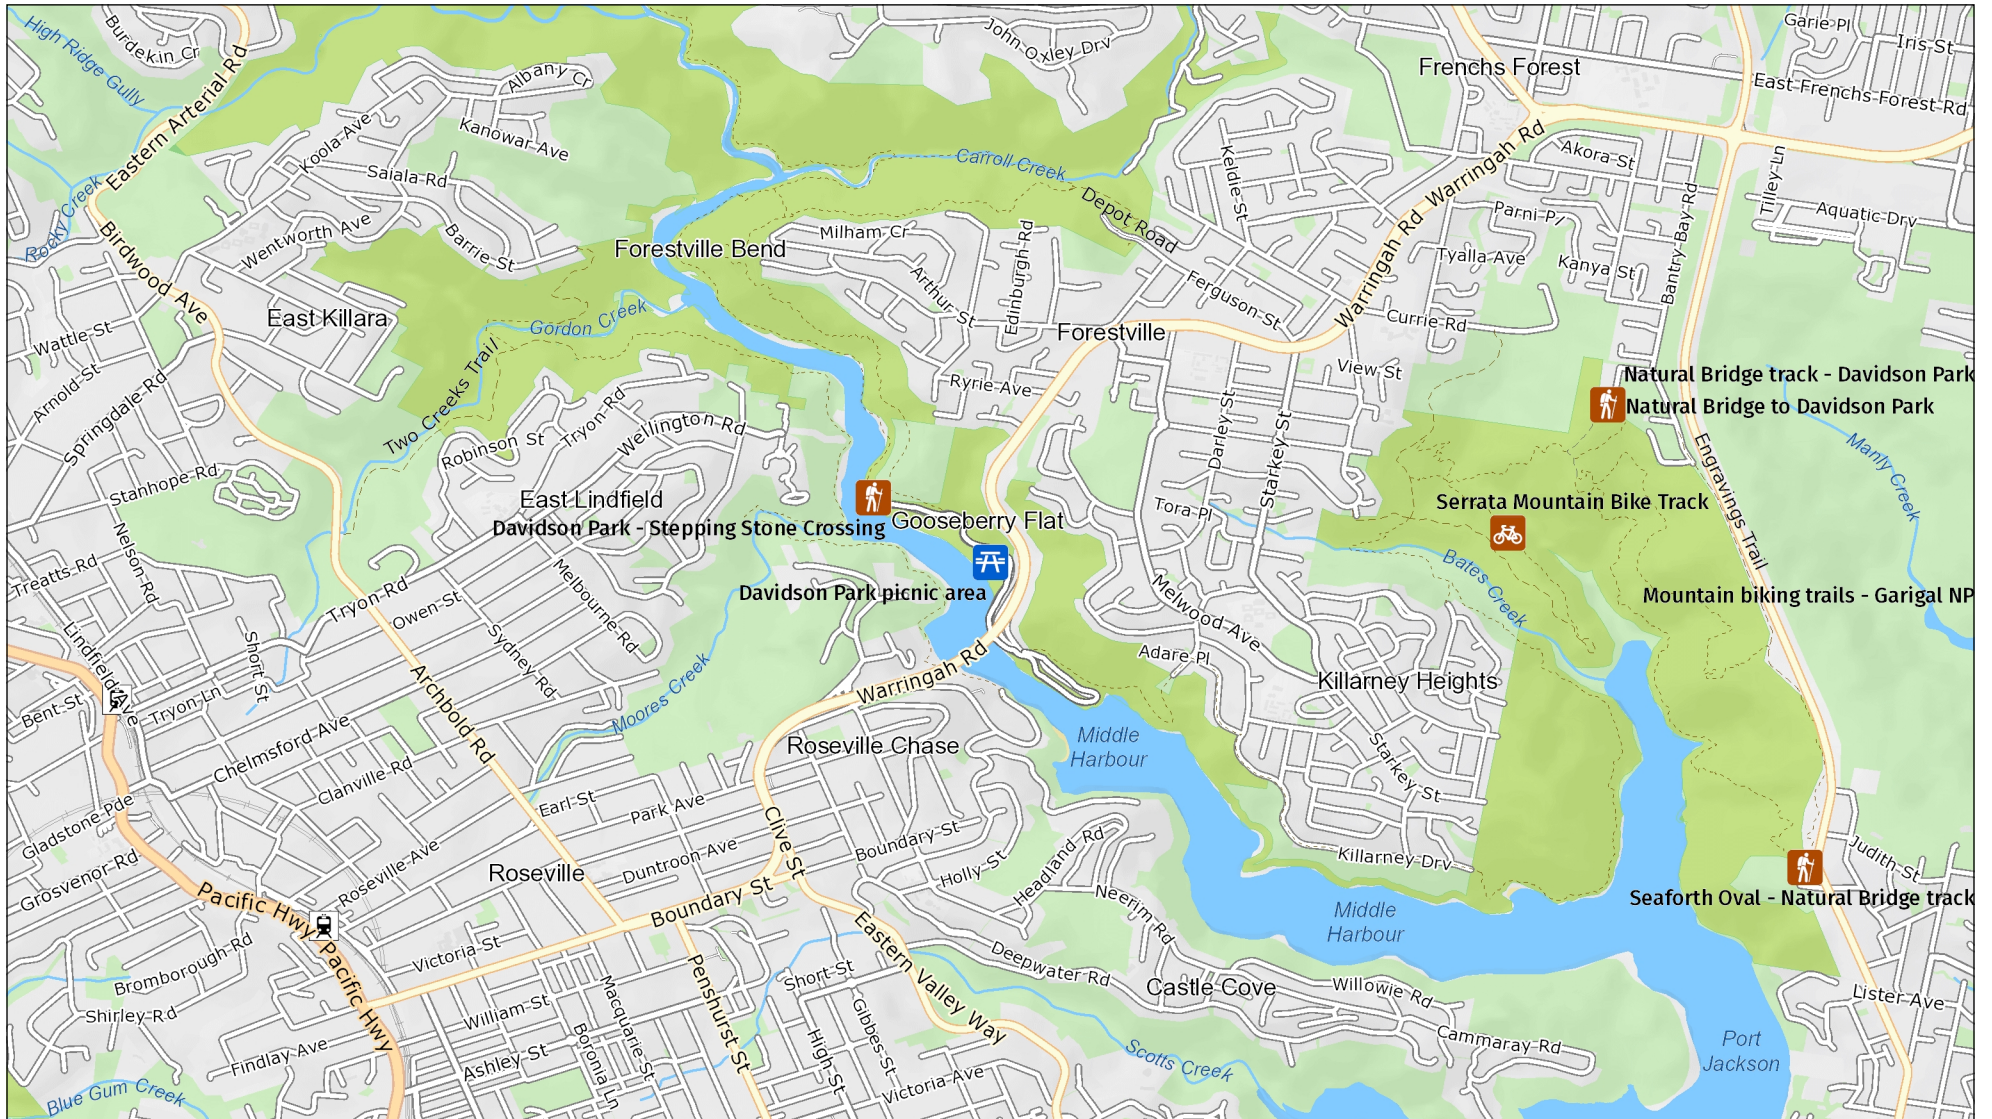 High Ridge Gully
Burdekin Cr
Eastern Arterial Rd
John Oxley Drv
Garie Pl
Iris St
Frenchs Forest
East Frenchs Forest Rd
Albany Cr
Koola Ave
Kanowar Ave
Saiala Rd
Carroll Creek
Keldie St
Warringah Rd
Akora St
Tilley Ln
Rocky Creek
Birdwood Ave
Wentworth Ave
Barrie St
Forestville Bend
Milham Cr
Depot Road
Warringah Rd
Parni Pl
Bantry Bay Rd
Aquatic Drv
Arthur St
Edinburgh Rd
Ferguson St
Warringah Rd
Tyalla Ave
Kanya St
Wattle St
East Killara
Gordon Creek
Forestville
Currie Rd
Arnold St
Springdale Rd
Two Creeks Trail
Tryon Rd
Ryrie Ave
View St
Natural Bridge track - Davidson Park
Natural Bridge to Davidson Park
Robinson St
Wellington Rd
Darley St
Starkey St
Manly Creek
Stanhope Rd
East Lindfield
Davidson Park - Stepping Stone Crossing
Gooseberry Flat
Tora Pl
Serrata Mountain Bike Track
Engravings Trail
Nelson Rd
Treatts Rd
Tryon Rd
Owen St
Melbourne Rd
Davidson Park picnic area
Melwood Ave
Bates Creek
Mountain biking trails - Garigal NP
Lindfield Ave
Short St
Sydney Rd
Adare Pl
Warringah Rd
Killarney Heights
Bent St
Tryon Ln
Archbold Rd
Moores Creek
Chelmsford Ave
Roseville Chase
Middle
Harbour
Starkey St
Clanville Rd
Earl St
Park Ave
Clive St
Gladstone Pde
Boundary St
Headland Rd
Killarney Drv
Judith St
Grosvenor Rd
Roseville Ave
Roseville
Duntroon Ave
Holly St
Pacific Hwy
Boundary St
Neerim Rd
Middle
Harbour
Seaforth Oval - Natural Bridge track
Bromborough Rd
Pacific Hwy
Victoria St
Eastern Valley Way
Deepwater Rd
Castle Cove
Willowie Rd
Lister Ave
Shirley Rd
William St
Macquarie St
Penshurst St
Short St
Gibbes St
High St
Cammaray Rd
Port
Jackson
Findlay Ave
Ashley St
Boronia Ln
Victoria Ave
Scotts Creek
Blue Gum Creek